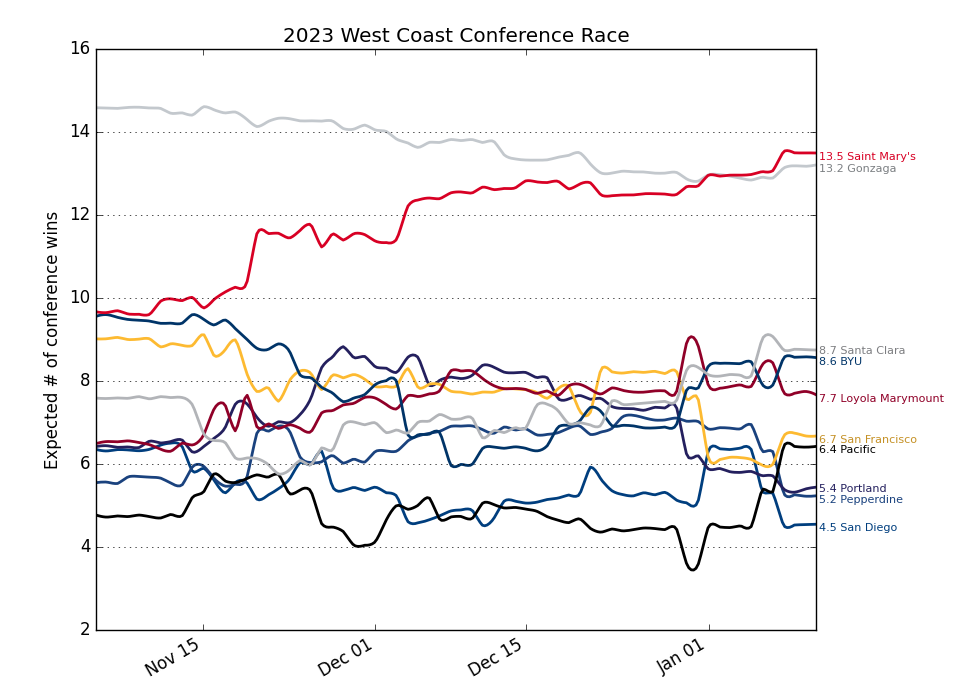 2023 West Coast Conference Race
Expected # of conference wins
16
14
12
10
8
6
4
2
Nov 15
Dec 01
Dec 15
Jan 01
13.5 Saint Mary's
13.2 Gonzaga
8.7 Santa Clara
8.6 BYU
7.7 Loyola Marymount
6.7 San Francisco
6.4 Pacific
5.4 Portland
5.2 Pepperdine
4.5 San Diego